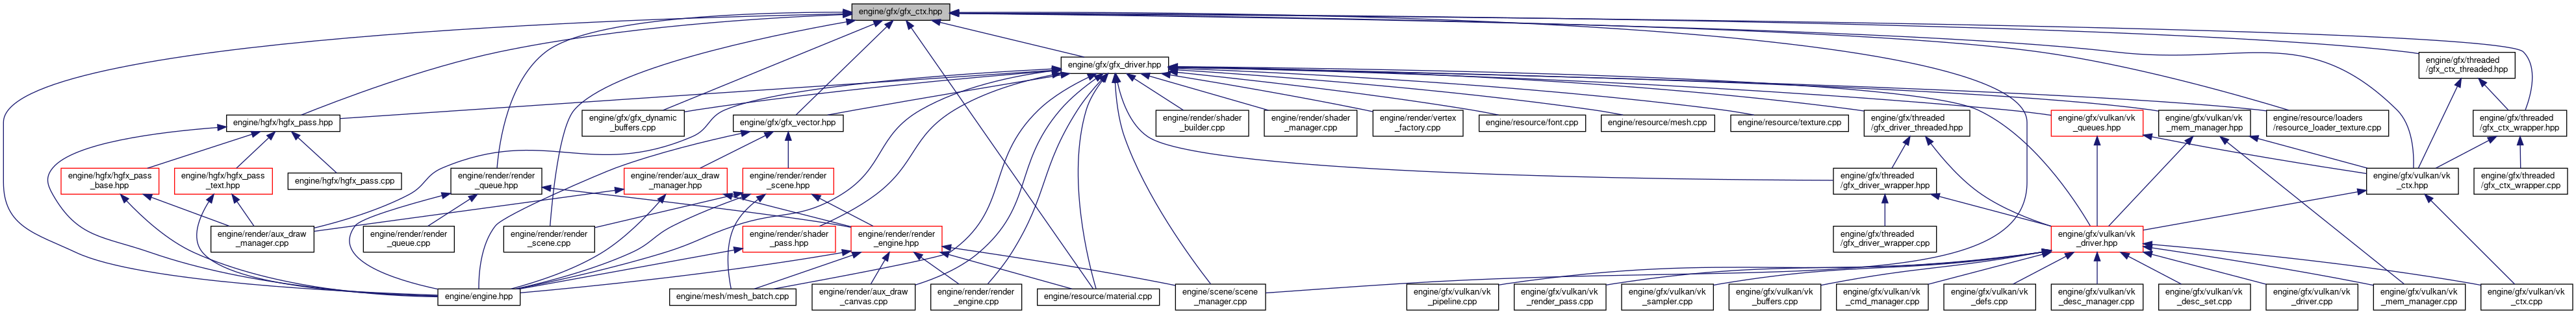 engine/gfx/gfx_ctx.hpp
engine/gfx/gfx_driver.hpp
engine/gfx/threaded
/gfx_ctx_threaded.hpp
engine/hgfx/hgfx_pass.hpp
engine/gfx/gfx_dynamic
_buffers.cpp
engine/gfx/gfx_vector.hpp
engine/render/shader
_builder.cpp
engine/render/shader
_manager.cpp
engine/render/vertex
_factory.cpp
engine/resource/font.cpp
engine/resource/mesh.cpp
engine/resource/texture.cpp
engine/gfx/threaded
/gfx_driver_threaded.hpp
engine/gfx/vulkan/vk
_queues.hpp
engine/gfx/vulkan/vk
_mem_manager.hpp
engine/resource/loaders
/resource_loader_texture.cpp
engine/gfx/threaded
/gfx_ctx_wrapper.hpp
engine/hgfx/hgfx_pass
_base.hpp
engine/hgfx/hgfx_pass
_text.hpp
engine/hgfx/hgfx_pass.cpp
engine/render/render
_queue.hpp
engine/render/aux_draw
_manager.hpp
engine/render/render
_scene.hpp
engine/gfx/threaded
/gfx_driver_wrapper.hpp
engine/gfx/vulkan/vk
_ctx.hpp
engine/gfx/threaded
/gfx_ctx_wrapper.cpp
engine/render/aux_draw
_manager.cpp
engine/render/render
_queue.cpp
engine/render/render
_scene.cpp
engine/render/shader
_pass.hpp
engine/render/render
_engine.hpp
engine/gfx/threaded
/gfx_driver_wrapper.cpp
engine/gfx/vulkan/vk
_driver.hpp
engine/engine.hpp
engine/mesh/mesh_batch.cpp
engine/render/aux_draw
_canvas.cpp
engine/render/render
_engine.cpp
engine/resource/material.cpp
engine/scene/scene
_manager.cpp
engine/gfx/vulkan/vk
_pipeline.cpp
engine/gfx/vulkan/vk
_render_pass.cpp
engine/gfx/vulkan/vk
_sampler.cpp
engine/gfx/vulkan/vk
_buffers.cpp
engine/gfx/vulkan/vk
_cmd_manager.cpp
engine/gfx/vulkan/vk
_defs.cpp
engine/gfx/vulkan/vk
_desc_manager.cpp
engine/gfx/vulkan/vk
_desc_set.cpp
engine/gfx/vulkan/vk
_driver.cpp
engine/gfx/vulkan/vk
_mem_manager.cpp
engine/gfx/vulkan/vk
_ctx.cpp